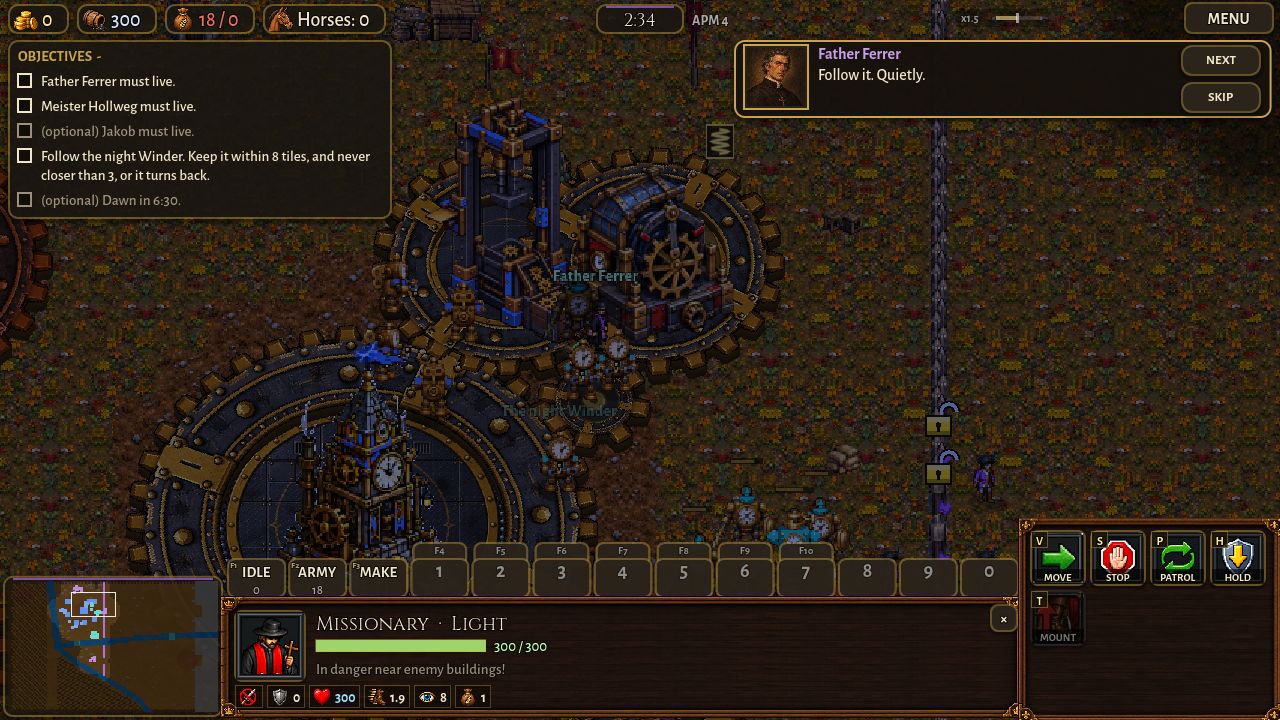 0
300
18 / 0
Horses: 0
2:34
APM 4
x1.5
MENU
OBJECTIVES -
Father Ferrer must live.
Meister Hollweg must live.
(optional) Jakob must live.
Follow the night Winder. Keep it within 8 tiles, and never
closer than 3, or it turns back.
(optional) Dawn in 6:30.
Father Ferrer
Follow it. Quietly.
NEXT
SKIP
Father Ferrer
The night Winder
F1 IDLE 0
F2 ARMY 18
F3 MAKE
F4 1
F5 2
F6 3
F7 4
F8 5
F9 6
F10 7
8
9
0
Missionary · Light
300 / 300
In danger near enemy buildings!
0
300
1.9
8
1
×
V MOVE
S STOP
P PATROL
H HOLD
T MOUNT